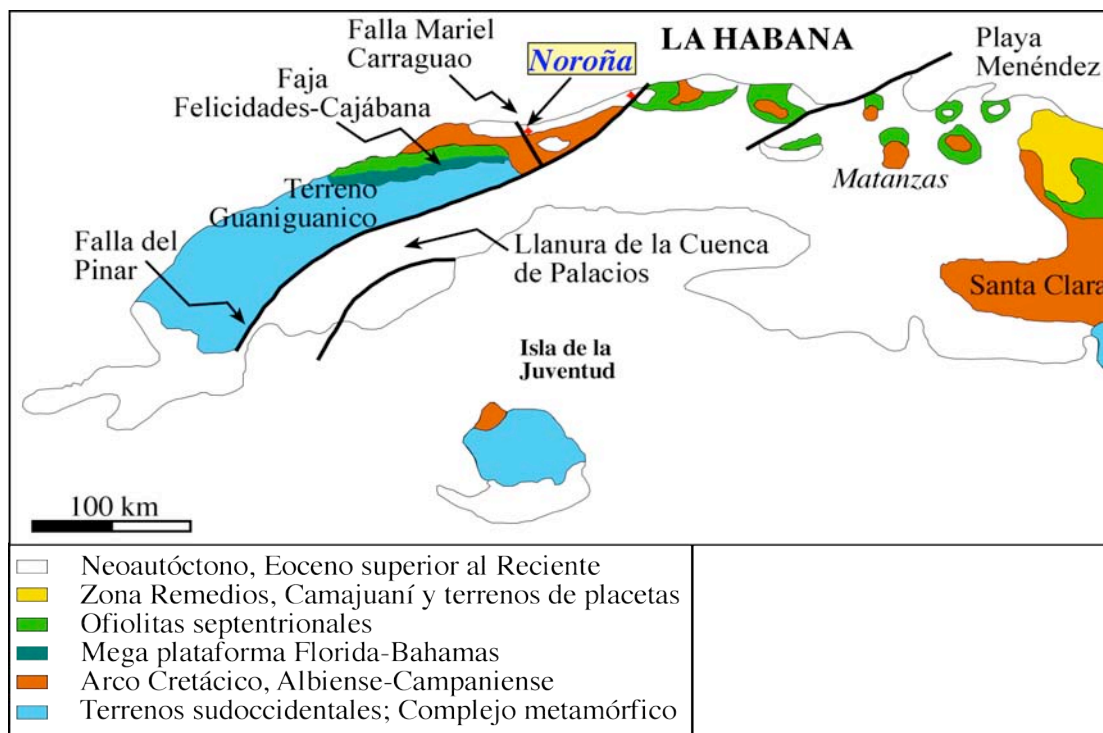 Falla Mariel
Carraguao
Noroña
LA HABANA
Playa
Menéndez
Faja
Felicidades-Cajábana
Matanzas
Terreno
Guaniguanico
Falla del
Pinar
Llanura de la Cuenca
de Palacios
Santa Clara
Isla de la
Juventud
100 km
Neoautóctono, Eoceno superior al Reciente
Zona Remedios, Camajuaní y terrenos de placetas
Ofiolitas septentrionales
Mega plataforma Florida-Bahamas
Arco Cretácico, Albiense-Campaniense
Terrenos sudoccidentales; Complejo metamórfico